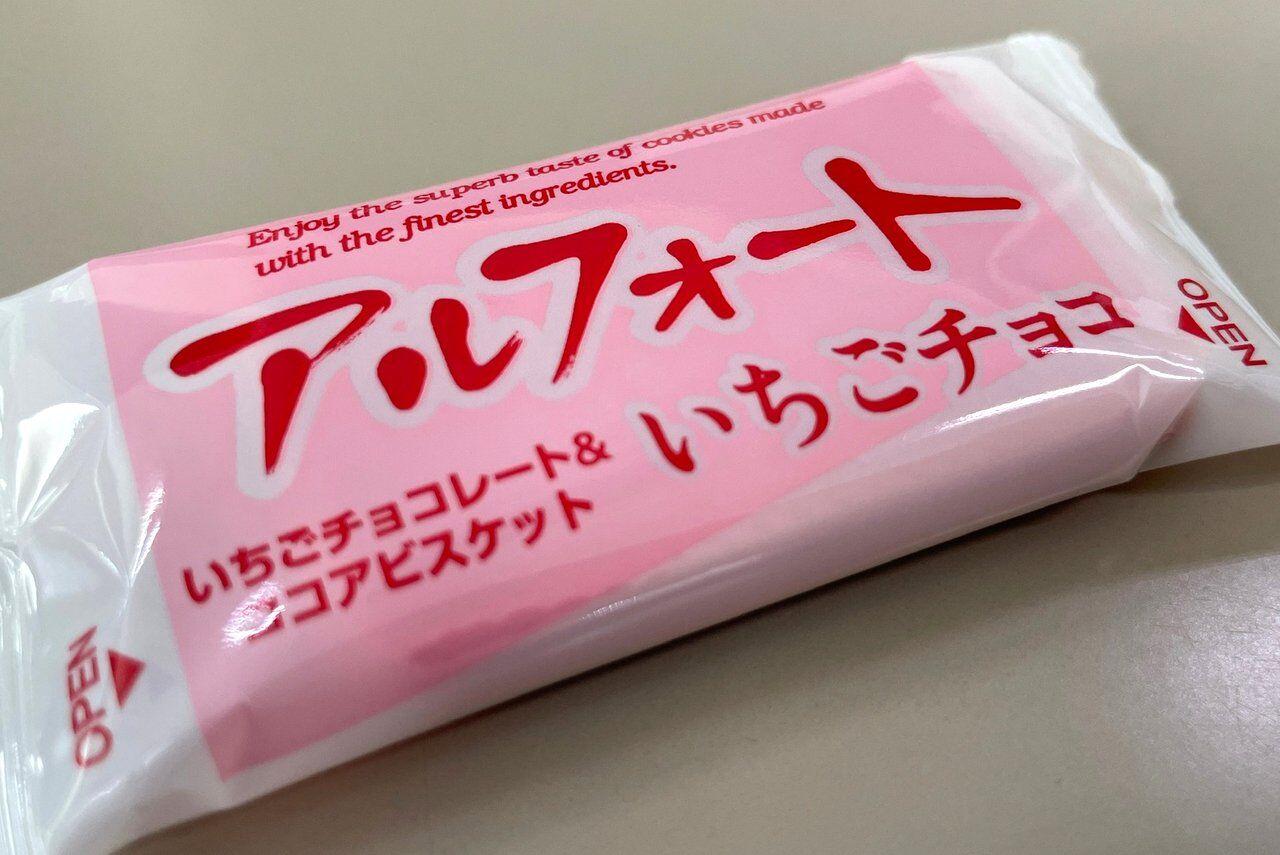 Enjoy the superb taste of cookies made
with the finest ingredients.
アルフォート
いちごチョコ
いちごチョコレート&
ココアビスケット
OPEN
OPEN